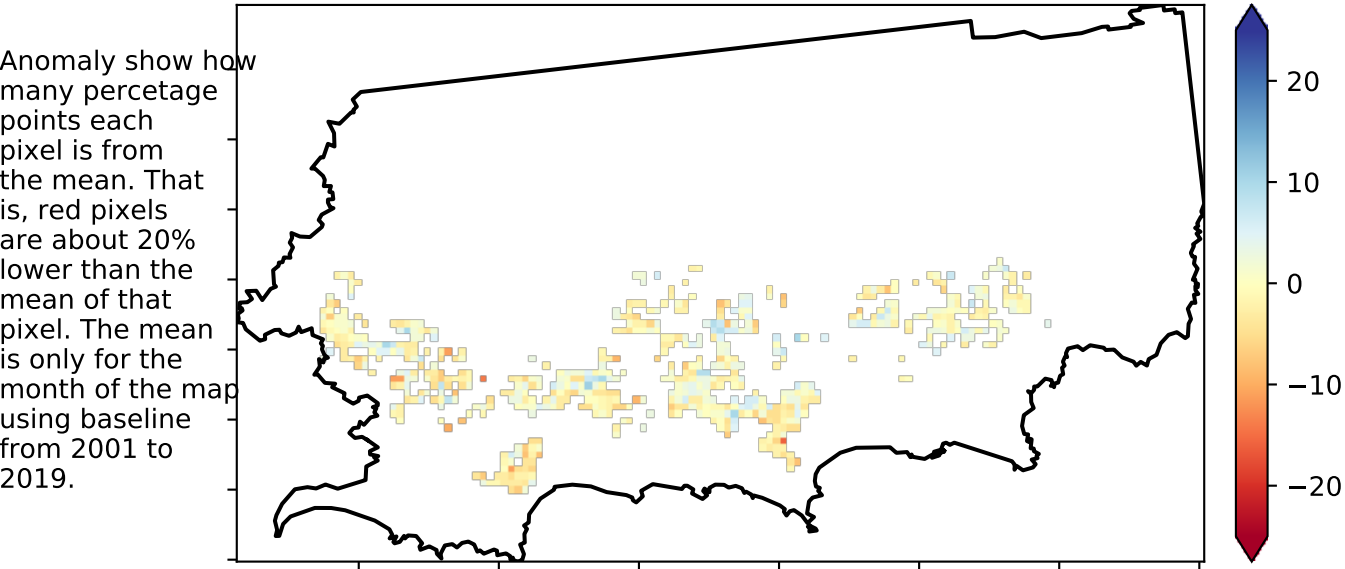 Anomaly show how
many percetage
points each
pixel is from
the mean. That
is, red pixels
are about 20%
lower than the
mean of that
pixel. The mean
is only for the
month of the map
using baseline
from 2001 to
2019.
20
10
0
−10
−20